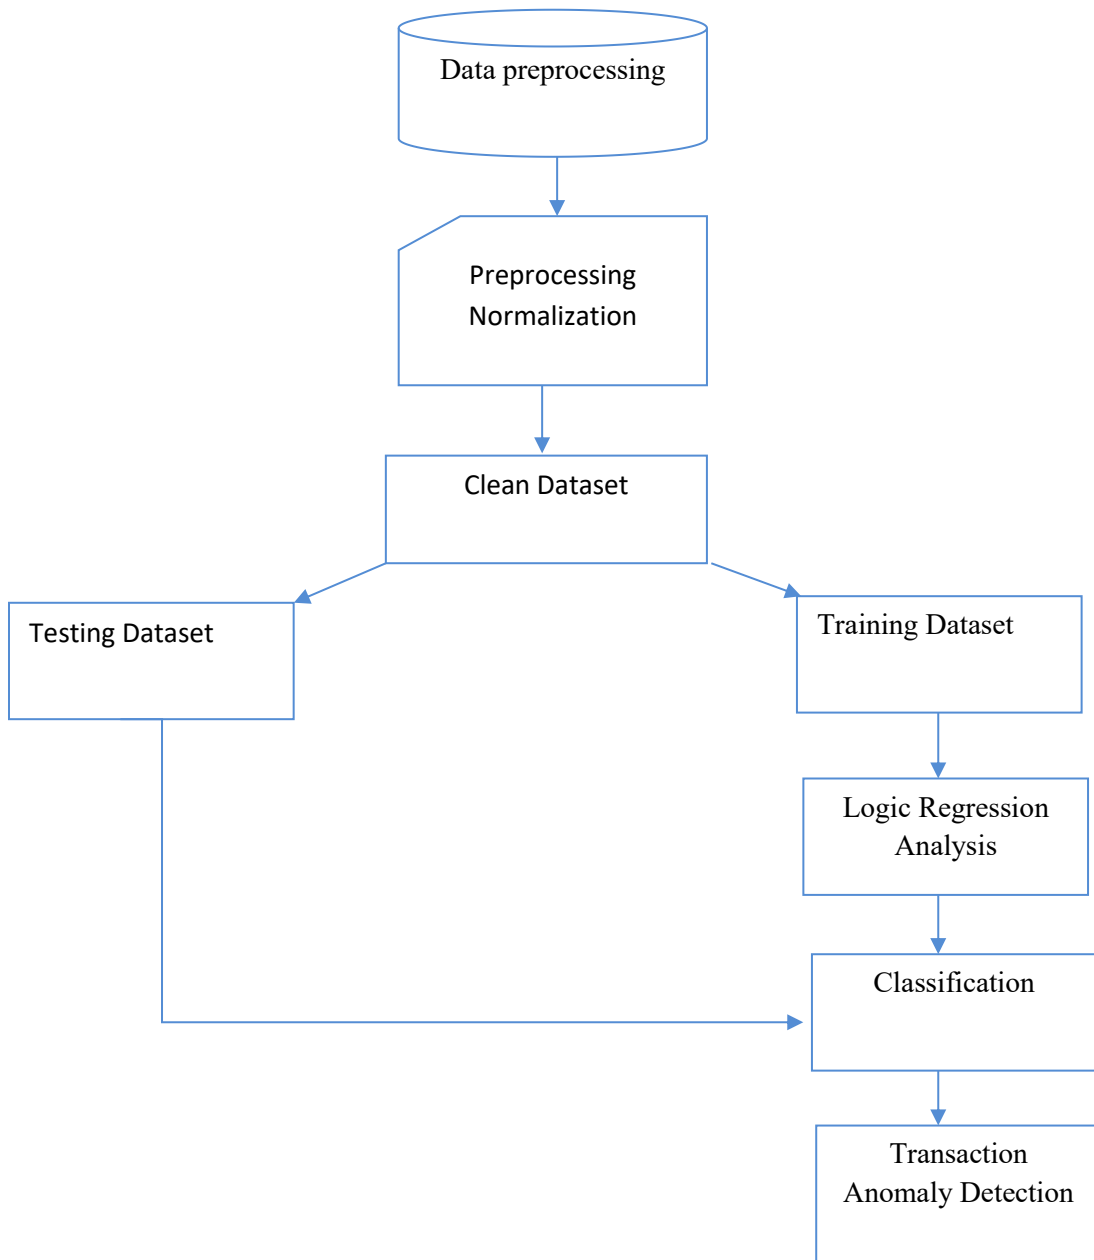 Data preprocessing
Preprocessing
Normalization
Clean Dataset
Testing Dataset
Training Dataset
Logic Regression
Analysis
Classification
Transaction
Anomaly Detection